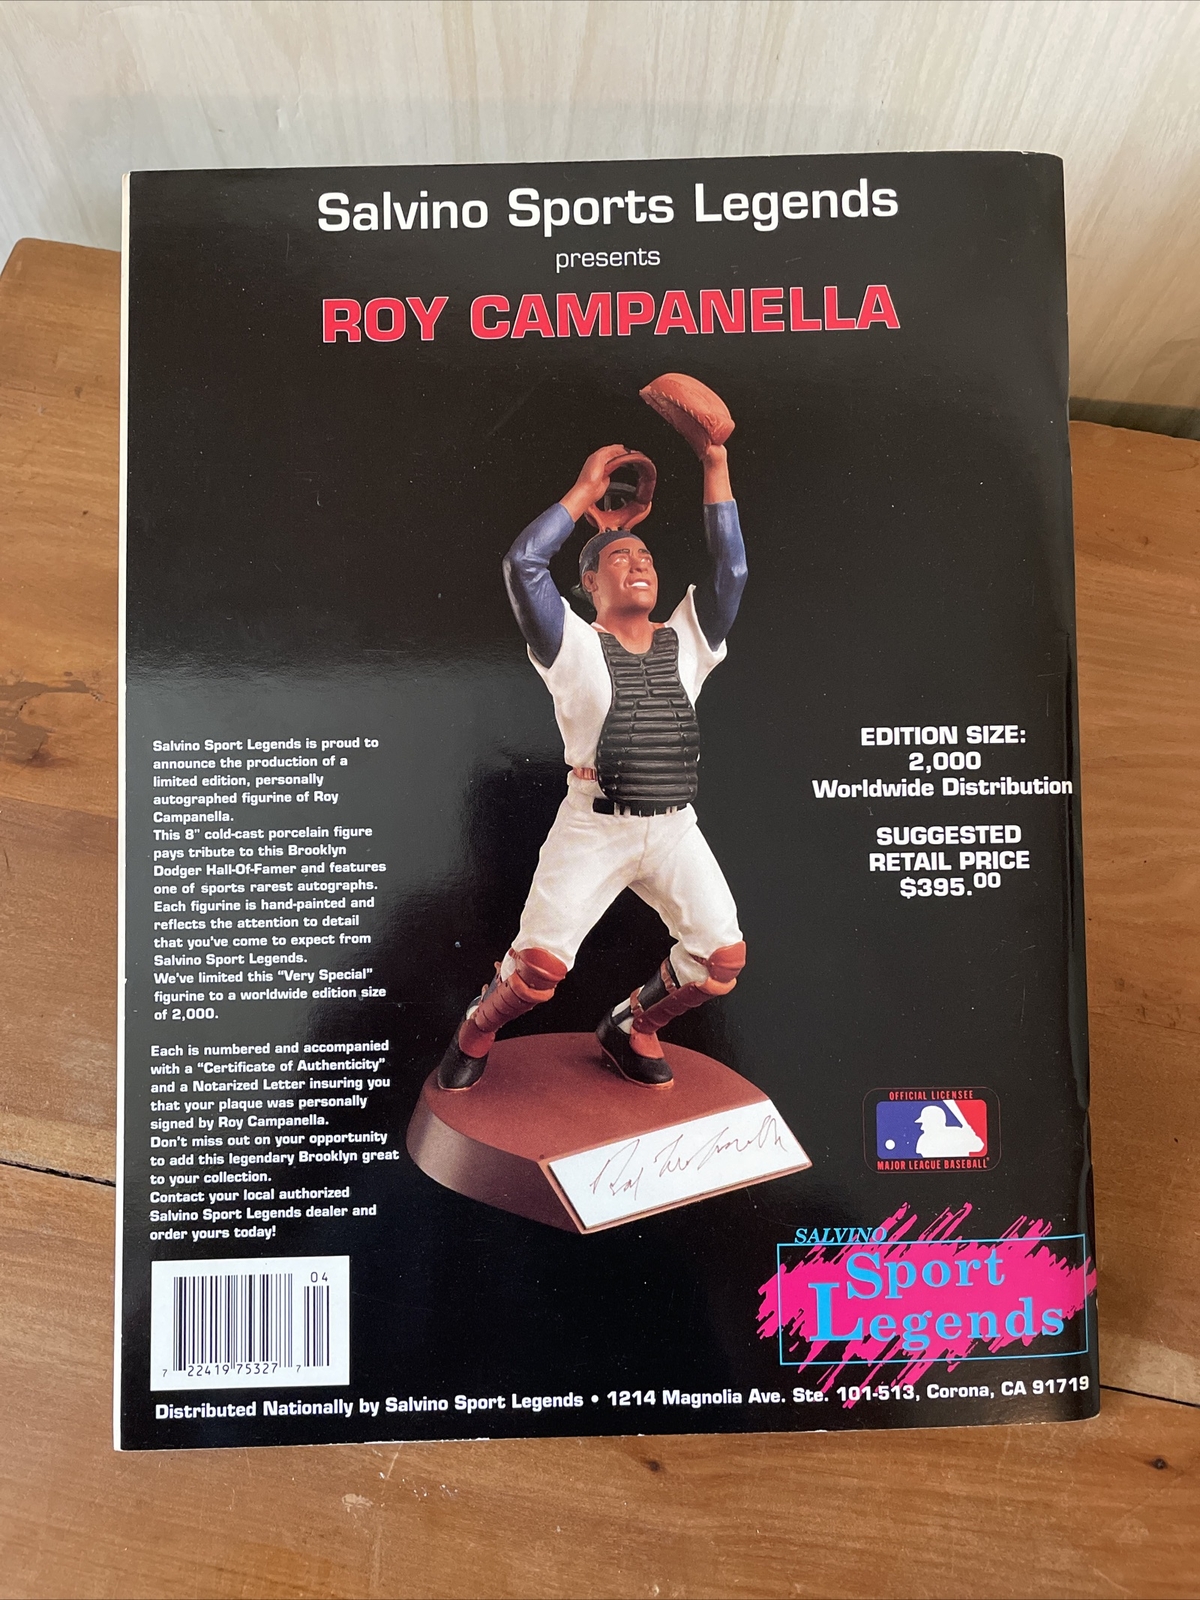 Salvino Sports Legends
presents
ROY CAMPANELLA
Salvino Sport Legends is proud to
announce the production of a
limited edition, personally
autographed figurine of Roy
Campanella.
This 8" cold-cast porcelain figure
pays tribute to this Brooklyn
Dodger Hall-Of-Famer and features
one of sports rarest autographs.
Each figurine is hand-painted and
reflects the attention to detail
that you've come to expect from
Salvino Sport Legends.
We've limited this "Very Special"
figurine to a worldwide edition size
of 2,000.
Each is numbered and accompanied
with a "Certificate of Authenticity"
and a Notarized Letter insuring you
that your plaque was personally
signed by Roy Campanella.
Don't miss out on your opportunity
to add this legendary Brooklyn great
to your collection.
Contact your local authorized
Salvino Sport Legends dealer and
order yours today!
EDITION SIZE:
2,000
Worldwide Distribution
SUGGESTED
RETAIL PRICE
$395.00
Roy Campanella
OFFICIAL LICENSEE
MAJOR LEAGUE BASEBALL
SALVINO
Sport
Legends
04
7 22419 75327 7
Distributed Nationally by Salvino Sport Legends • 1214 Magnolia Ave. Ste. 101-513, Corona, CA 91719